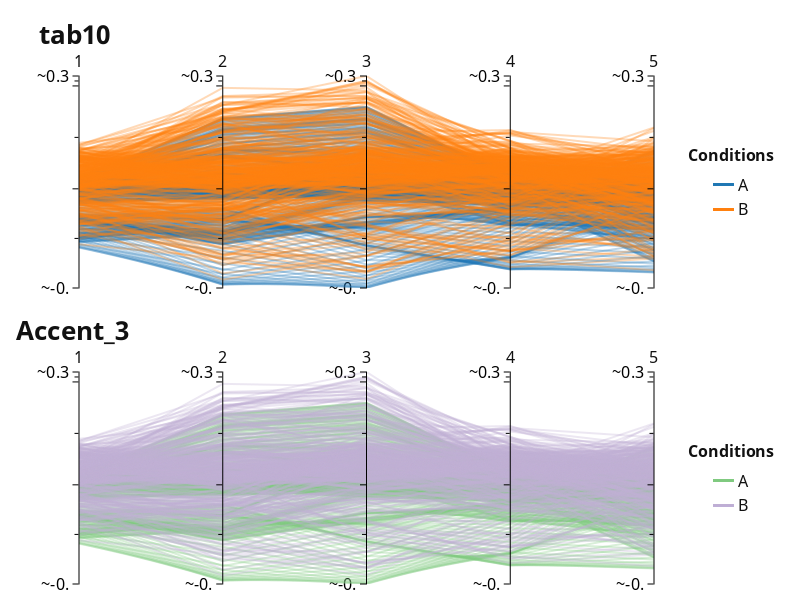 tab10
1 2 3 4 5
~0.3 ~0.3 ~0.3 ~0.3 ~0.3
Conditions
A
B
~-0. ~-0. ~-0. ~-0. ~-0.
Accent_3
1 2 3 4 5
~0.3 ~0.3 ~0.3 ~0.3 ~0.3
Conditions
A
B
~-0. ~-0. ~-0. ~-0. ~-0.